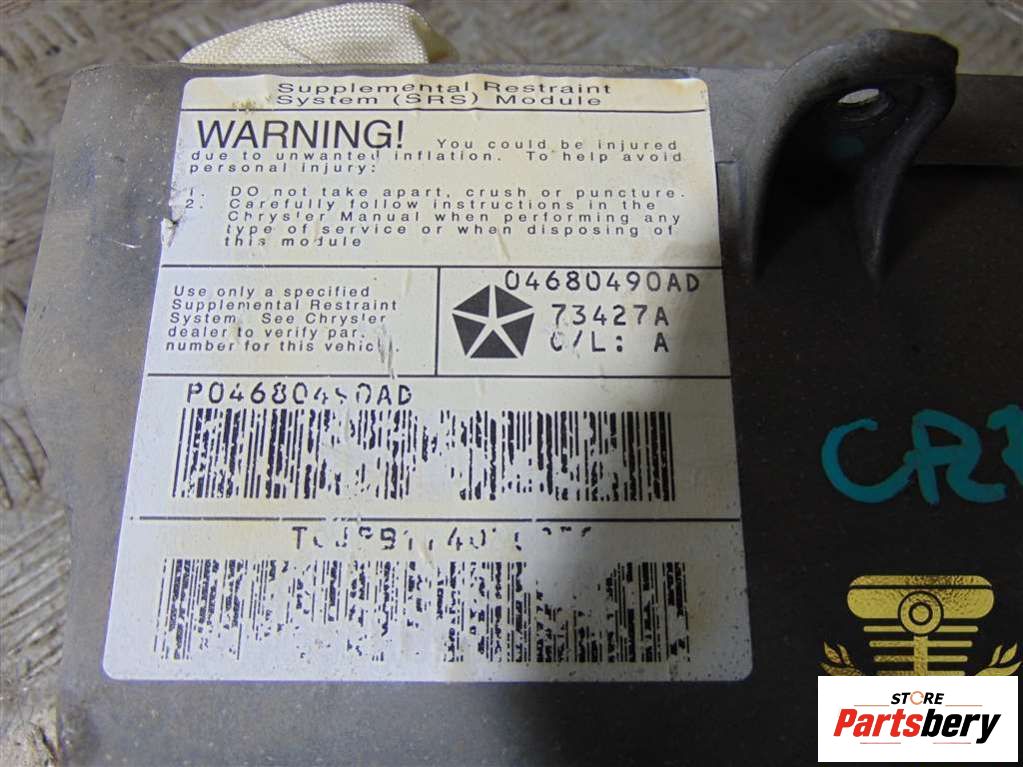 Supplemental Restraint
System (SRS) Module
WARNING! You could be injured
due to unwanted inflation. To help avoid
personal injury:
1. DO not take apart, crush or puncture.
2. Carefully follow instructions in the
Chrysler Manual when performing any
type of service or when disposing of
this module
Use only a specified
Supplemental Restraint
System. See Chrysler
dealer to verify par.
number for this vehicle.
04680490AD
73427A
C/L: A
P04680490AD
STORE
Partsbery